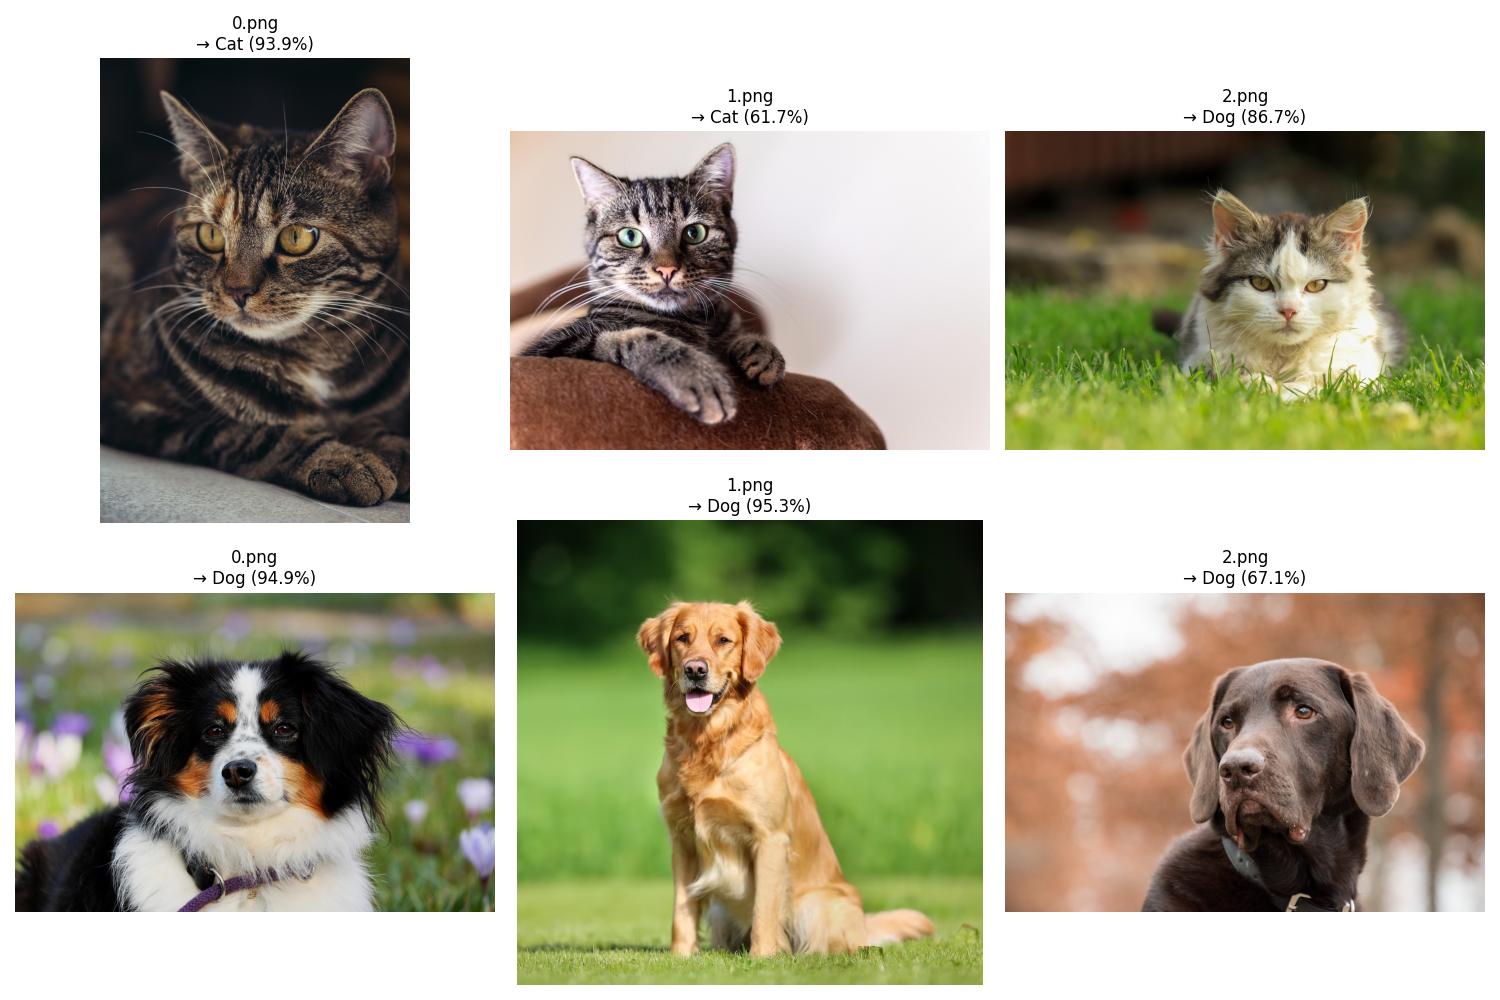 0.png
→ Cat (93.9%)
1.png
→ Cat (61.7%)
2.png
→ Dog (86.7%)
0.png
→ Dog (94.9%)
1.png
→ Dog (95.3%)
2.png
→ Dog (67.1%)